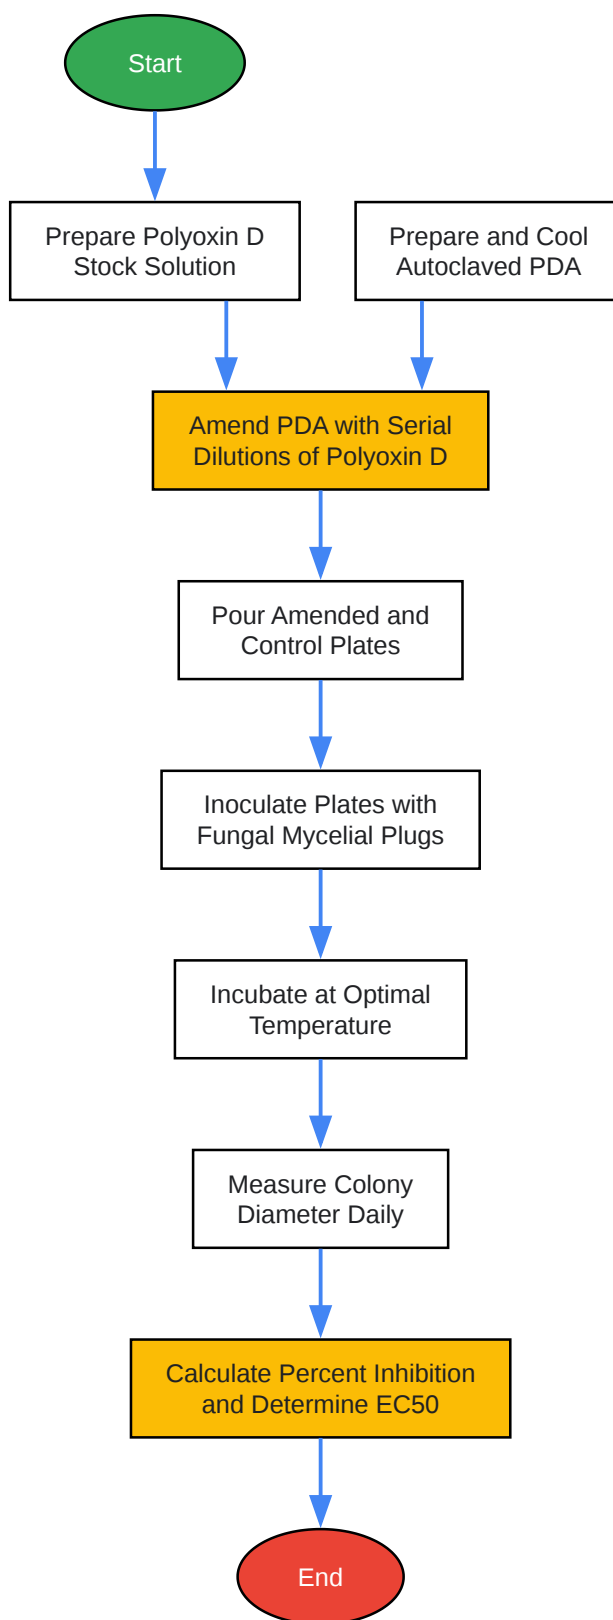 Start
Prepare Polyoxin D
Stock Solution
Prepare and Cool
Autoclaved PDA
Amend PDA with Serial
Dilutions of Polyoxin D
Pour Amended and
Control Plates
Inoculate Plates with
Fungal Mycelial Plugs
Incubate at Optimal
Temperature
Measure Colony
Diameter Daily
Calculate Percent Inhibition
and Determine EC50
End